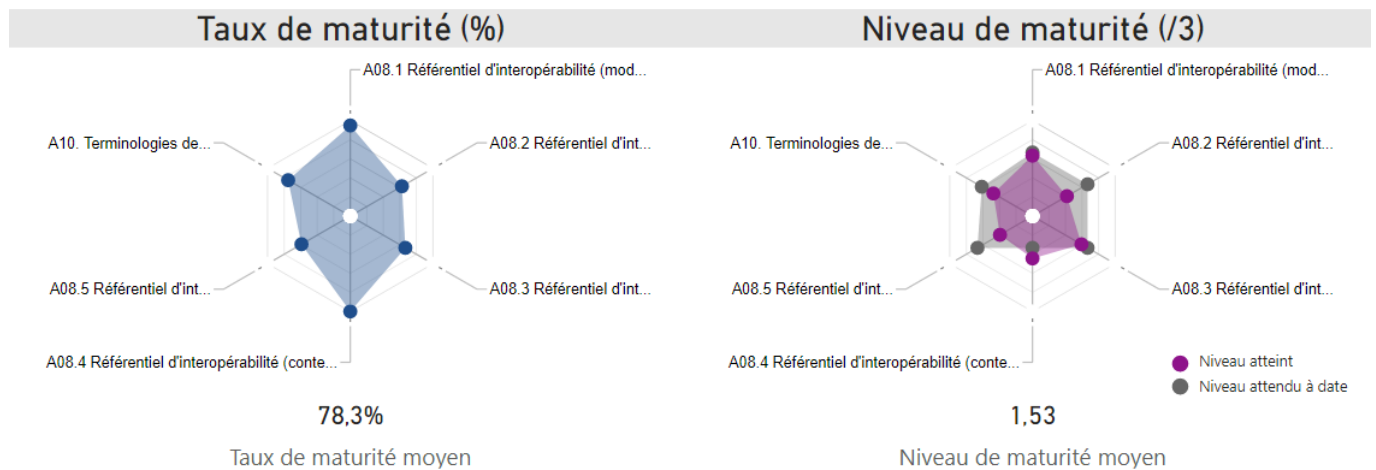 Taux de maturité (%)
Niveau de maturité (/3)
A08.1 Référentiel d'interopérabilité (mod...
A10. Terminologies de...
A08.2 Référentiel d'int...
A08.5 Référentiel d'int...
A08.3 Référentiel d'int...
A08.4 Référentiel d'interopérabilité (conte...
78,3%
Taux de maturité moyen
A08.1 Référentiel d'interopérabilité (mod...
A10. Terminologies de...
A08.2 Référentiel d'int...
A08.5 Référentiel d'int...
A08.3 Référentiel d'int...
A08.4 Référentiel d'interopérabilité (conte...
Niveau atteint
Niveau attendu à date
1,53
Niveau de maturité moyen